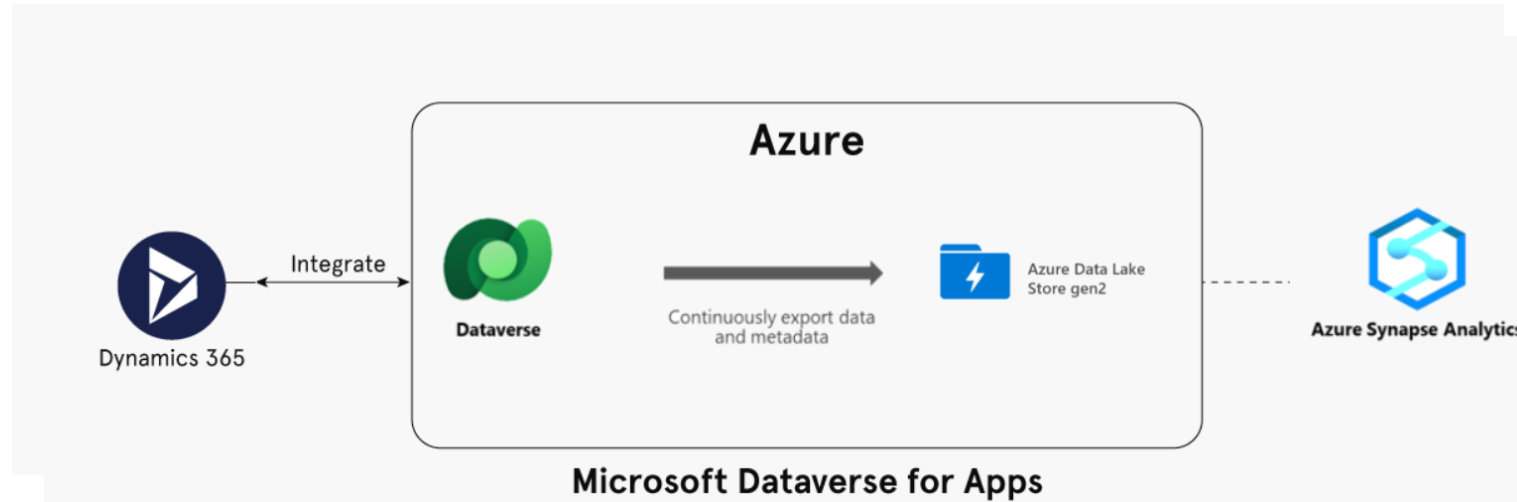 Azure
Integrate
Dynamics 365
Dataverse
Continuously export data
and metadata
Azure Data Lake
Store gen2
Azure Synapse Analytics
Microsoft Dataverse for Apps